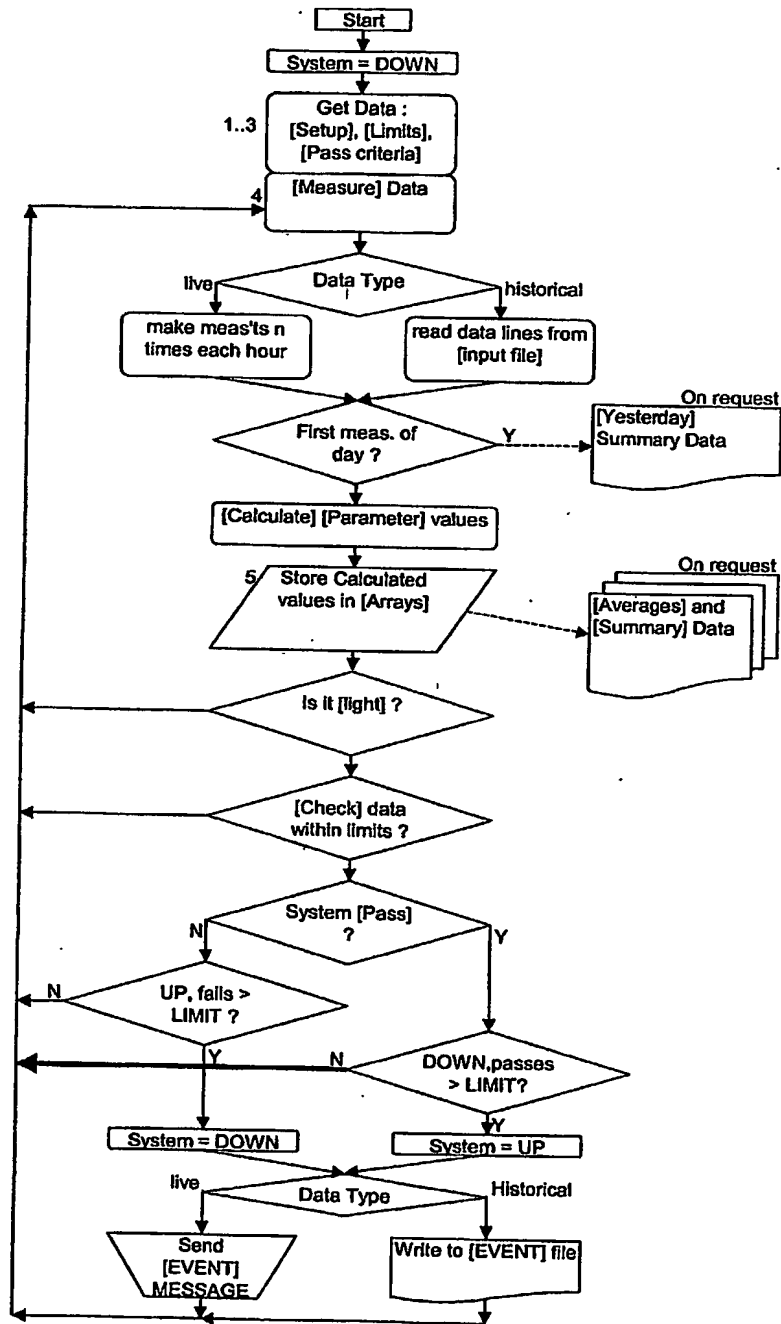 Start
System = DOWN
1..3
Get Data :
[Setup], [Limits],
[Pass criteria]
4
[Measure] Data
live
Data Type
historical
make meas'ts n
times each hour
read data lines from
[input file]
On request
First meas. of
day ?
Y
[Yesterday]
Summary Data
[Calculate] [Parameter] values
5
Store Calculated
values in [Arrays]
On request
[Averages] and
[Summary] Data
Is it [light] ?
[Check] data
within limits ?
System [Pass]
?
N
Y
N
UP, fails >
LIMIT ?
Y
N
DOWN,passes
> LIMIT?
Y
System = DOWN
System = UP
live
Data Type
Historical
Send
[EVENT]
MESSAGE
Write to [EVENT] file